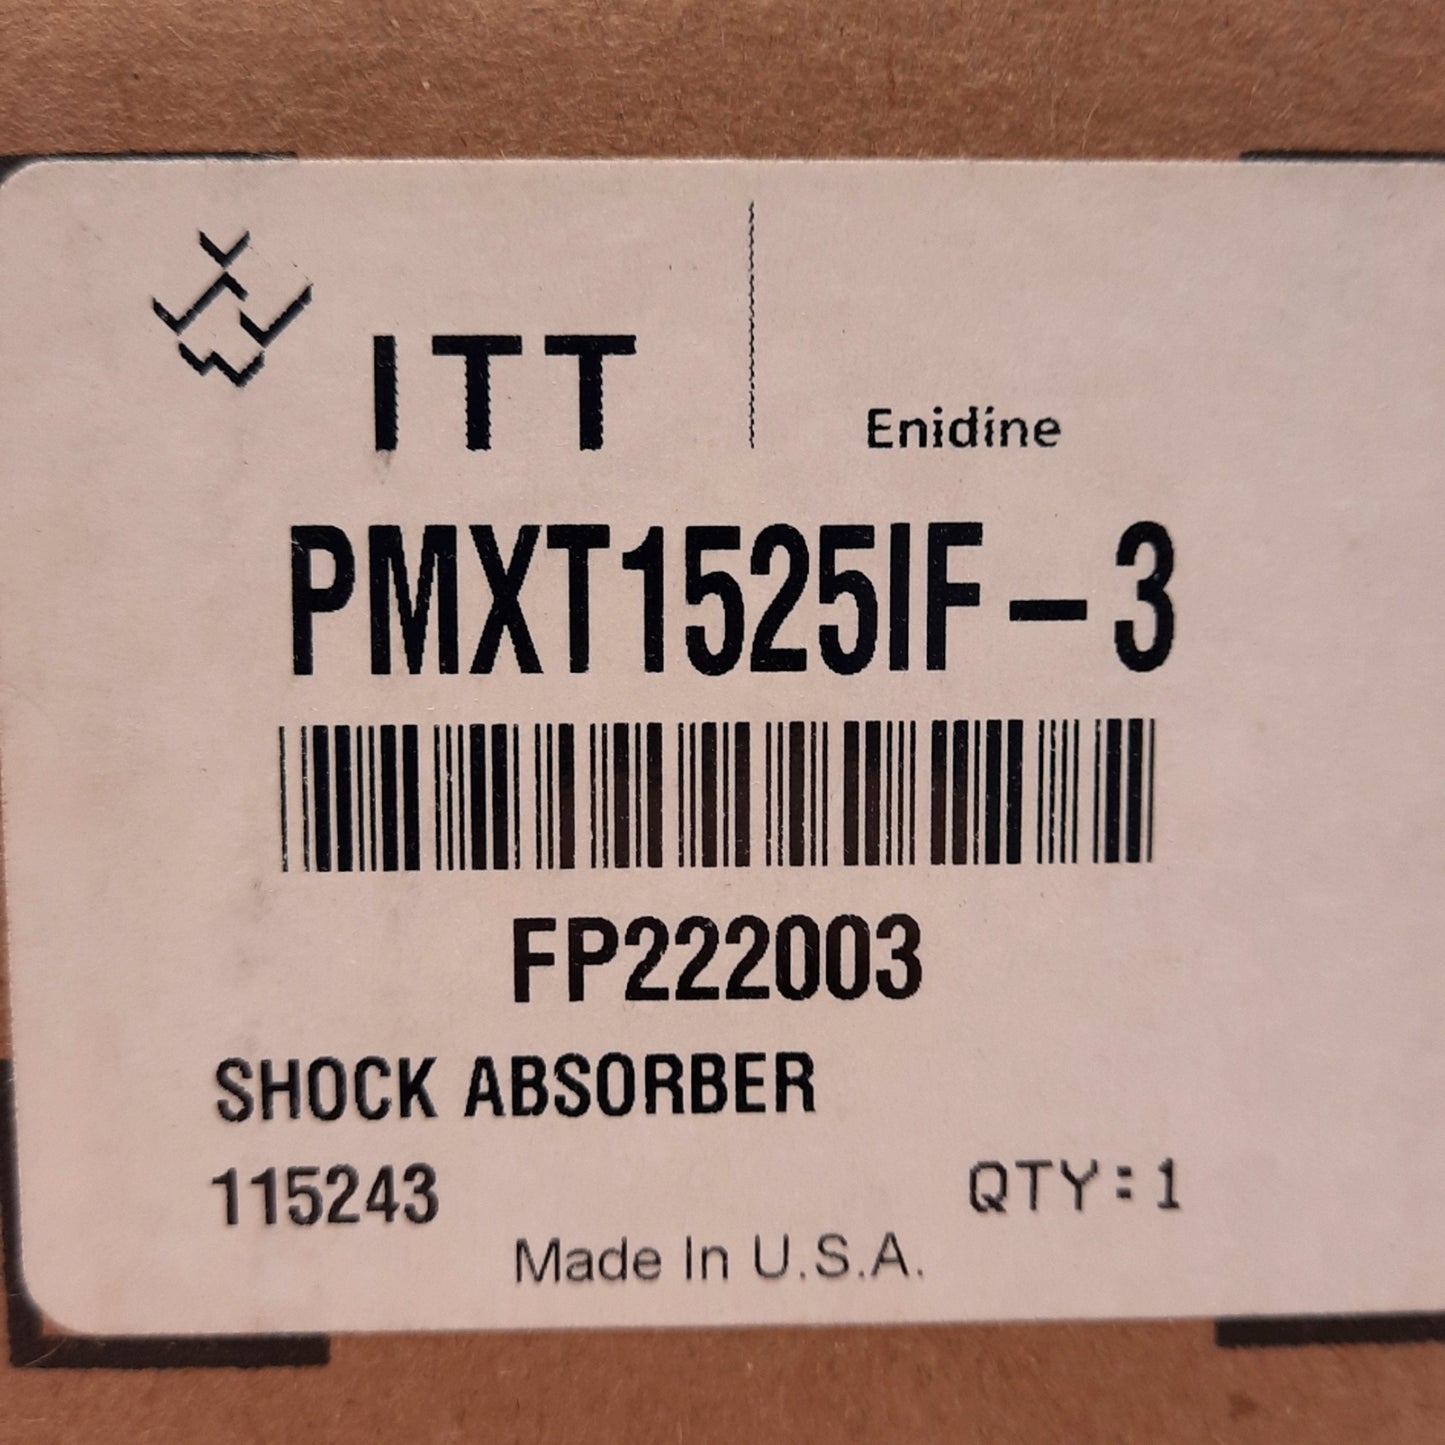 ITT
Enidine
PMXT1525IF-3
FP222003
SHOCK ABSORBER
115243
QTY:1
Made In U.S.A.